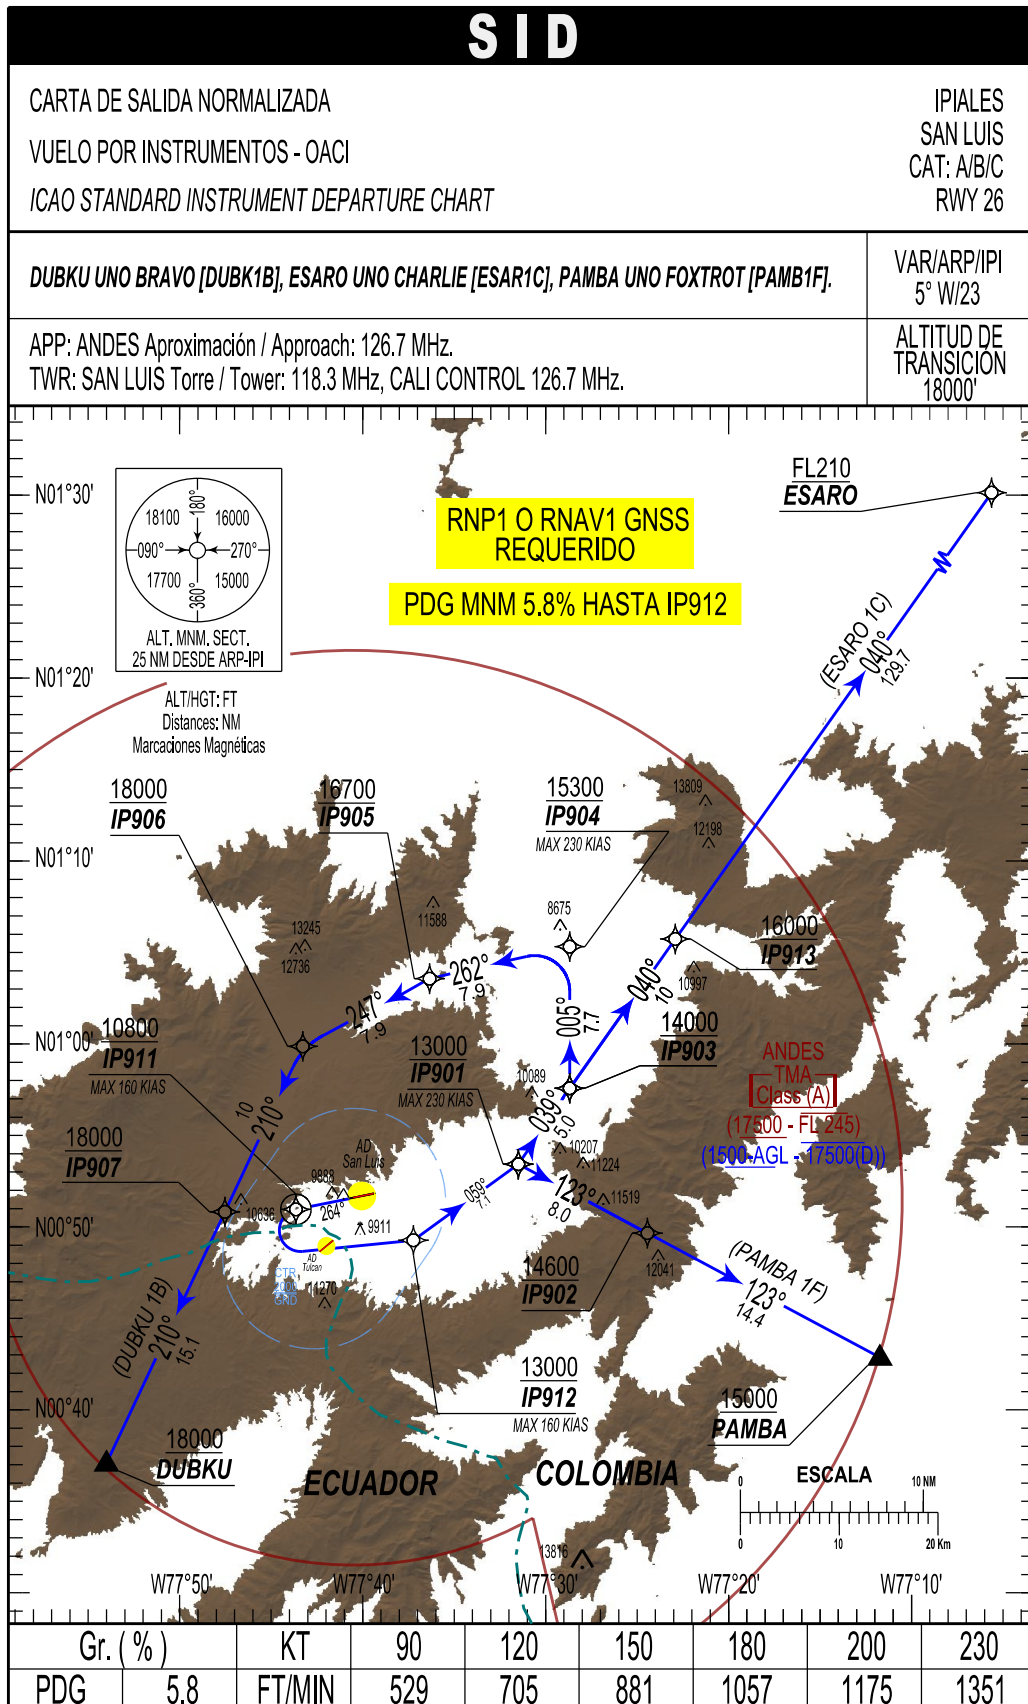 SID
CARTA DE SALIDA NORMALIZADA
VUELO POR INSTRUMENTOS - OACI
ICAO STANDARD INSTRUMENT DEPARTURE CHART
IPIALES
SAN LUIS
CAT: A/B/C
RWY 26
DUBKU UNO BRAVO [DUBK1B], ESARO UNO CHARLIE [ESAR1C], PAMBA UNO FOXTROT [PAMB1F].
VAR/ARP/IPI
5° W/23
APP: ANDES Aproximación / Approach: 126.7 MHz.
TWR: SAN LUIS Torre / Tower: 118.3 MHz, CALI CONTROL 126.7 MHz.
ALTITUD DE
TRANSICIÓN
18000'
N01°30'
18100
180°
16000
090°
270°
17700
360°
15000
ALT. MNM. SECT.
25 NM DESDE ARP-IPI
RNP1 O RNAV1 GNSS
REQUERIDO
PDG MNM 5.8% HASTA IP912
FL210
ESARO
(ESARO 1C)
040°
129.7
N01°20'
ALT/HGT: FT
Distances: NM
Marcaciones Magnéticas
18000
IP906
16700
IP905
15300
IP904
MAX 230 KIAS
13809
12198
N01°10'
11588
8675
13245
12736
16000
IP913
10997
262°
7.9
247°
7.9
005°
7.7
040°
10
N01°00'
10800
IP911
MAX 160 KIAS
13000
IP901
MAX 230 KIAS
14000
IP903
10089
039°
5.0
ANDES
TMA
Class (A)
(17500 - FL 245)
(1500-AGL - 17500(D))
10
210°
18000
IP907
AD
San Luis
9888
264°
10636
059°
7.1
10207
11224
123°
8.0
11519
N00°50'
9911
AD
Tulcan
CTR
GND
11270
14600
IP902
12041
(PAMBA 1F)
123°
14.4
(DUBKU 1B)
210°
15.1
13000
IP912
MAX 160 KIAS
N00°40'
15000
PAMBA
18000
DUBKU
ECUADOR
COLOMBIA
ESCALA
0
10 NM
0
10
20 Km
13816
W77°50'
W77°40'
W77°30'
W77°20'
W77°10'
Gr. ( % )
KT
90
120
150
180
200
230
PDG
5.8
FT/MIN
529
705
881
1057
1175
1351